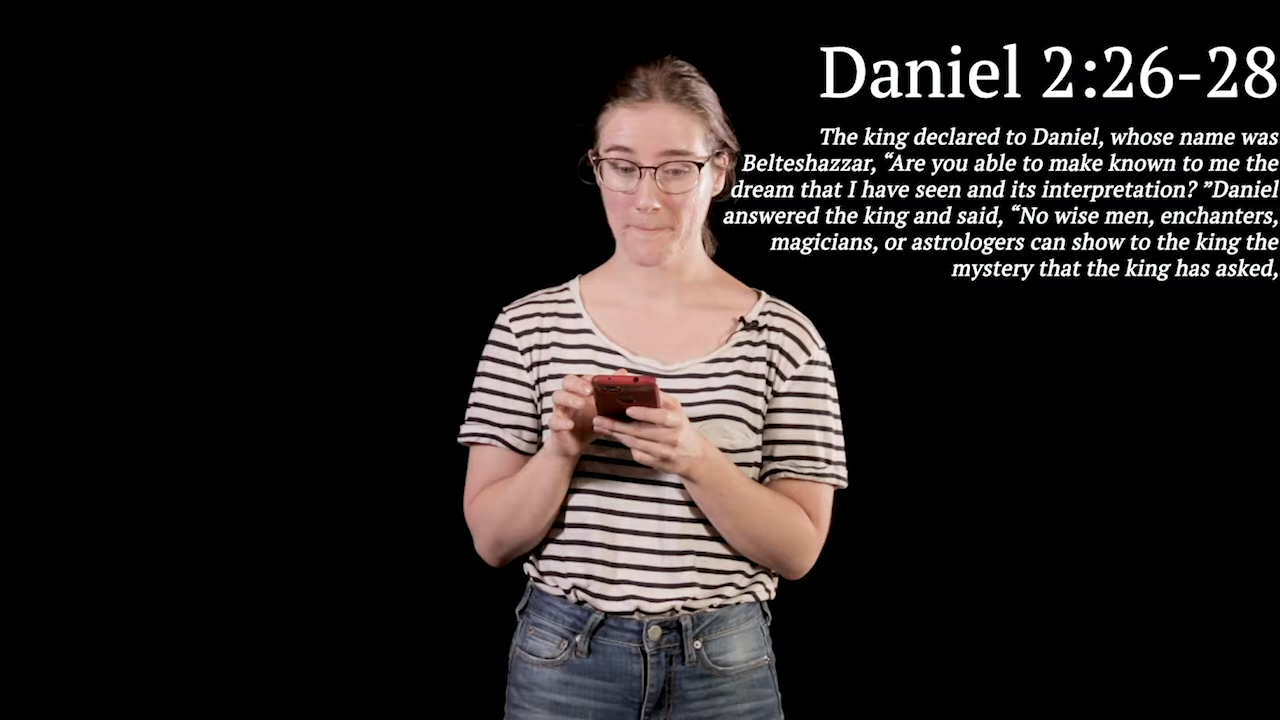 Daniel 2:26-28
The king declared to Daniel, whose name was
Belteshazzar, “Are you able to make known to me the
dream that I have seen and its interpretation? ”Daniel
answered the king and said, “No wise men, enchanters,
magicians, or astrologers can show to the king the
mystery that the king has asked,